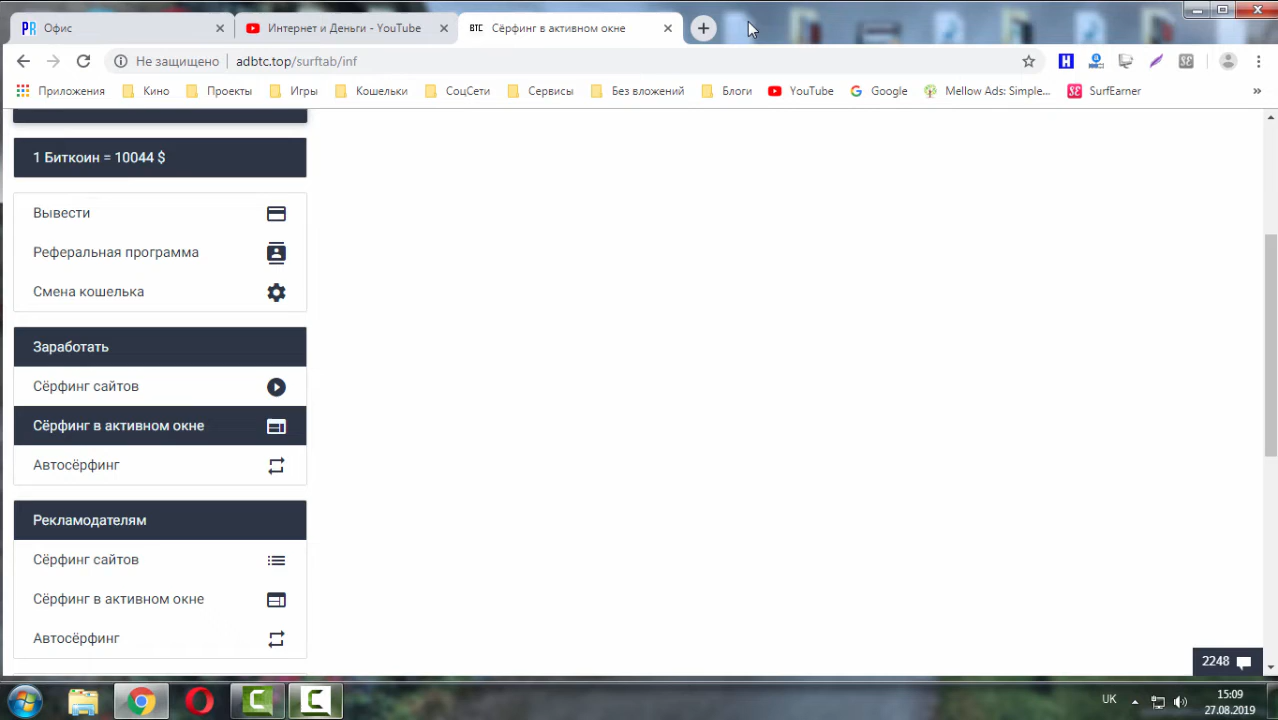 PR Офис
Интернет и Деньги - YouTube
BTC Сёрфинг в активном окне
Не защищено adbtc.top/surftab/inf
Приложения Кино Проекты Игры Кошельки СоцСети Сервисы Без вложений Блоги YouTube Google Mellow Ads: Simple... SurfEarner
1 Биткоин = 10044 $
Вывести
Реферальная программа
Смена кошелька
Заработать
Сёрфинг сайтов
Сёрфинг в активном окне
Автосёрфинг
Рекламодателям
Сёрфинг сайтов
Сёрфинг в активном окне
Автосёрфинг
2248
UK
15:09
27.08.2019